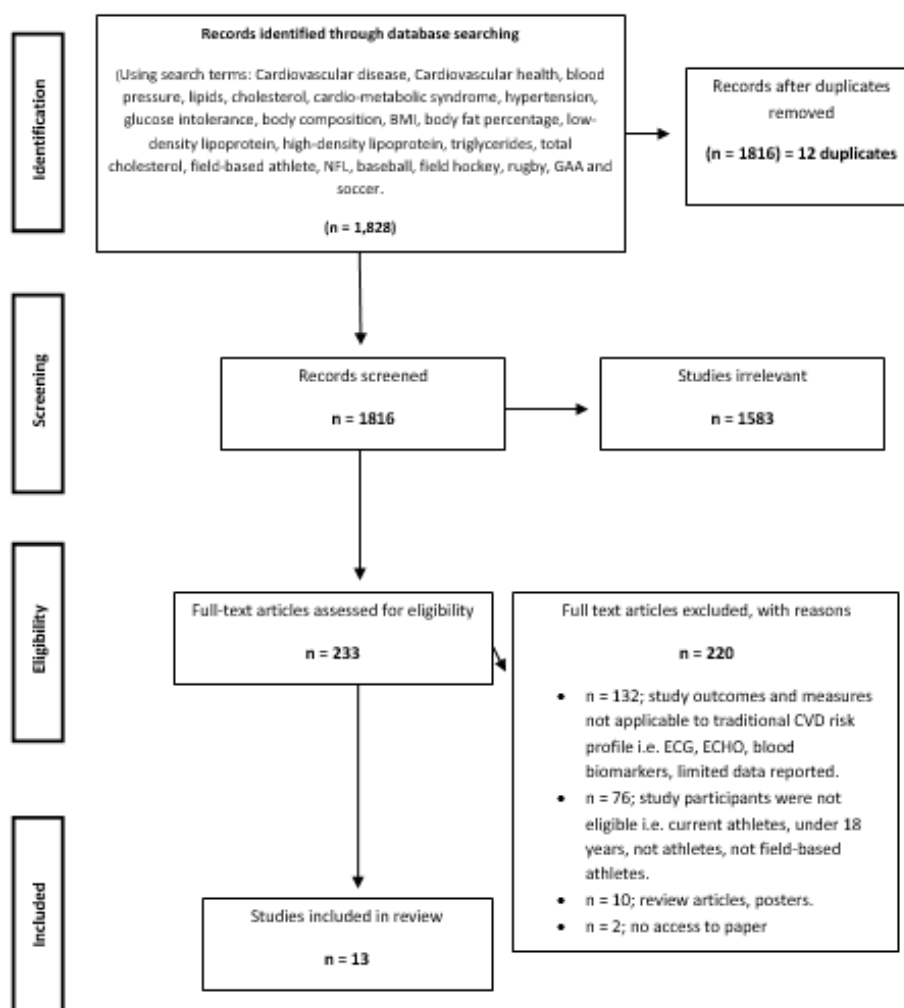 Identification
Records identified through database searching
(Using search terms: Cardiovascular disease, Cardiovascular health, blood
pressure, lipids, cholesterol, cardio-metabolic syndrome, hypertension,
glucose intolerance, body composition, BMI, body fat percentage, low-
density lipoprotein, high-density lipoprotein, triglycerides, total
cholesterol, field-based athlete, NFL, baseball, field hockey, rugby, GAA and
soccer.
(n = 1,828)
Records after duplicates
removed
(n = 1816) = 12 duplicates
Screening
Records screened
n = 1816
Studies irrelevant
n = 1583
Eligibility
Full-text articles assessed for eligibility
n = 233
Full text articles excluded, with reasons
n = 220
• n = 132; study outcomes and measures
not applicable to traditional CVD risk
profile i.e. ECG, ECHO, blood
biomarkers, limited data reported.
• n = 76; study participants were not
eligible i.e. current athletes, under 18
years, not athletes, not field-based
athletes.
• n = 10; review articles, posters.
• n = 2; no access to paper
Included
Studies included in review
n = 13